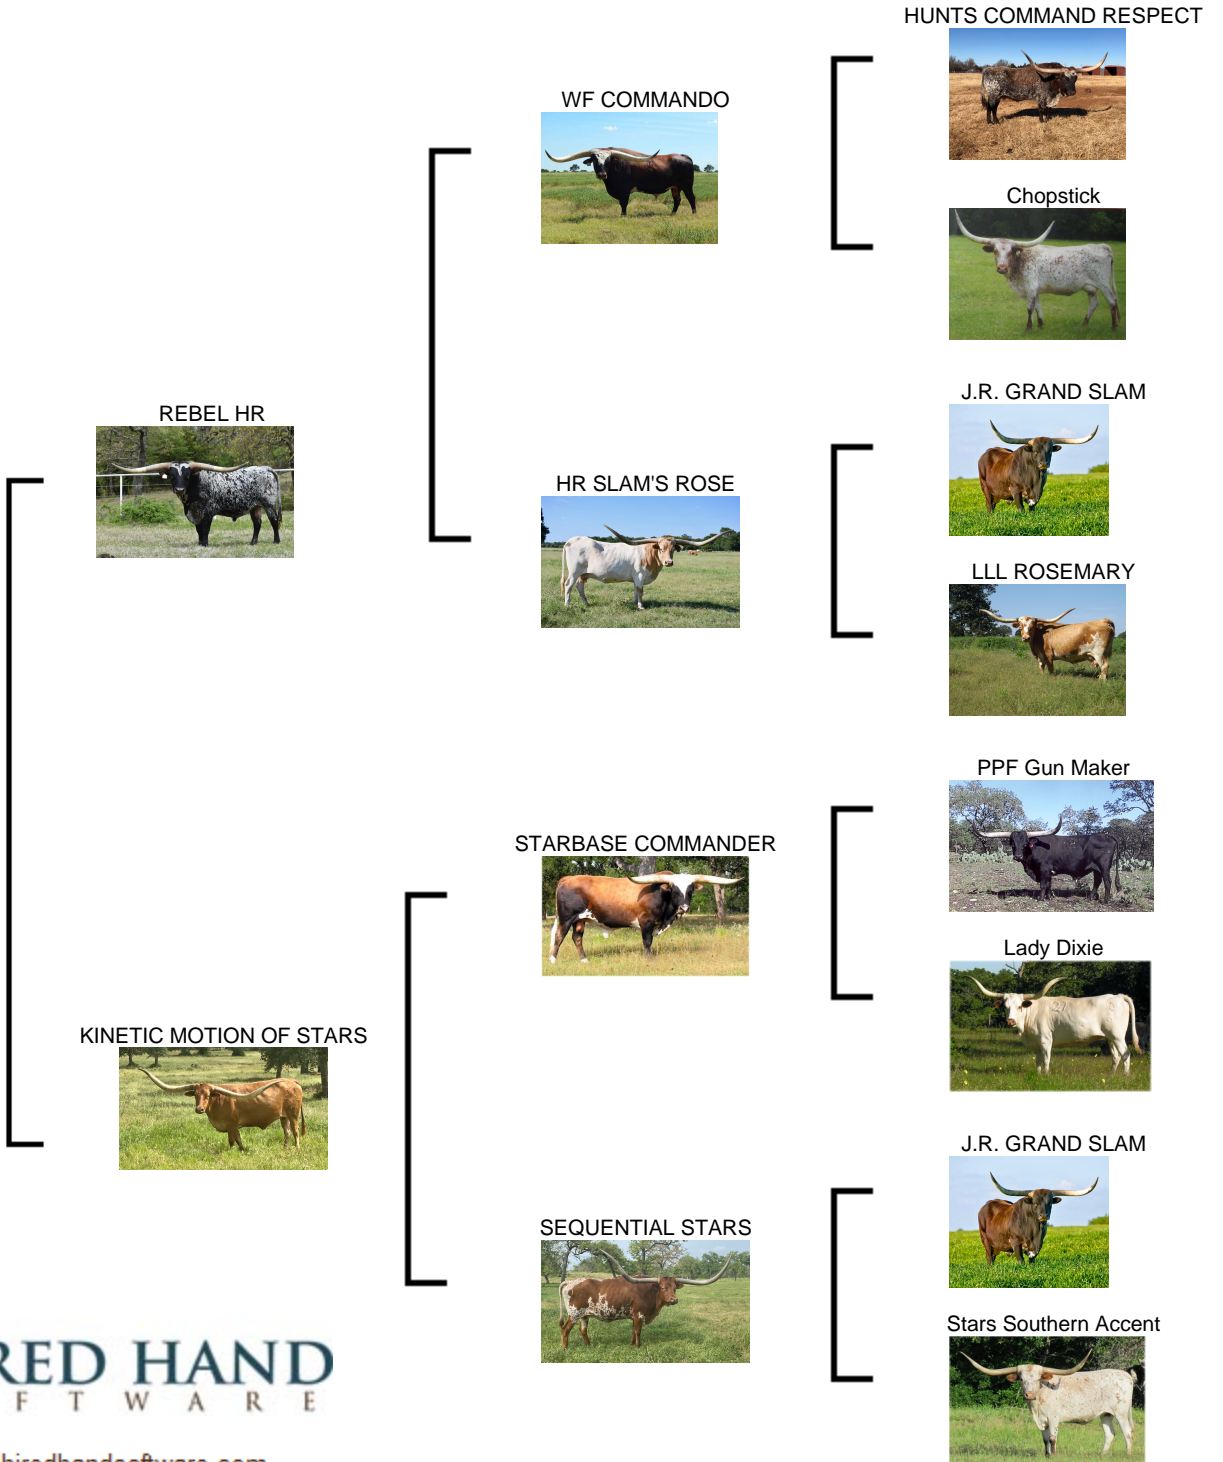 HUNTS COMMAND RESPECT
WF COMMANDO
Chopstick
J.R. GRAND SLAM
REBEL HR
HR SLAM'S ROSE
LLL ROSEMARY
PPF Gun Maker
STARBASE COMMANDER
Lady Dixie
KINETIC MOTION OF STARS
J.R. GRAND SLAM
SEQUENTIAL STARS
Stars Southern Accent
RED HAND
F T W A R E